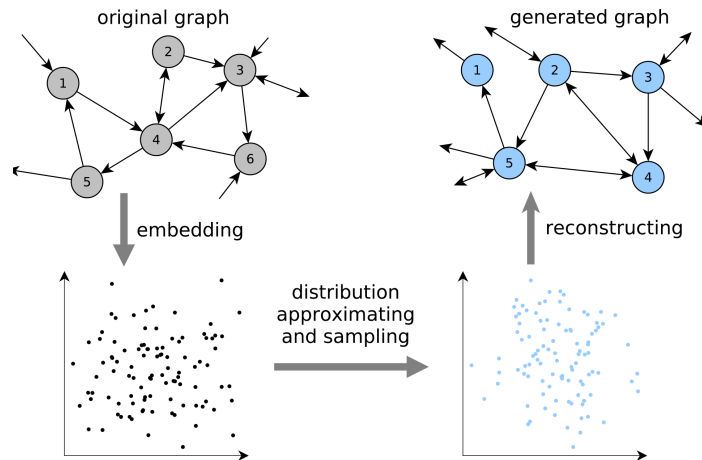 original graph
generated graph
2
3
1
4
5
6
1
2
3
5
4
embedding
reconstructing
distribution
approximating
and sampling